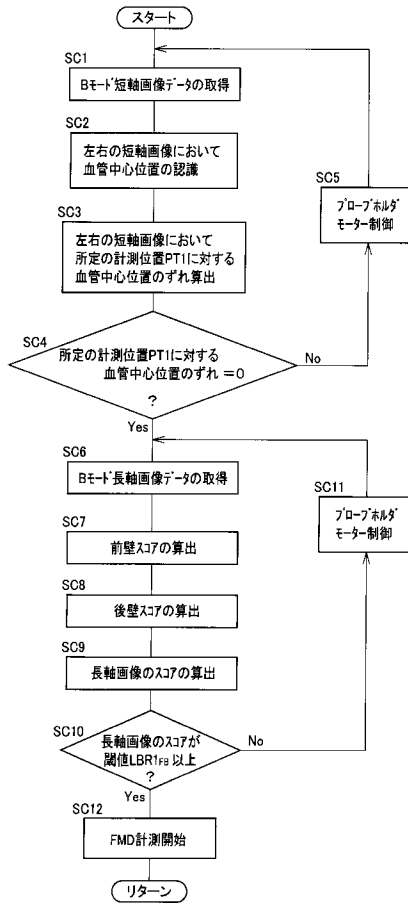 スタート
SC1
Bモード短軸画像データの取得
SC2
左右の短軸画像において
血管中心位置の認識
SC5
プローブホルダ
モーター制御
SC3
左右の短軸画像において
所定の計測位置PT1に対する
血管中心位置のずれ算出
SC4
所定の計測位置PT1に対する
血管中心位置のずれ =0
?
No
Yes
SC6
Bモード長軸画像データの取得
SC11
プローブホルダ
モーター制御
SC7
前壁スコアの算出
SC8
後壁スコアの算出
SC9
長軸画像のスコアの算出
SC10
長軸画像のスコアが
閾値LBR1FB 以上
?
No
Yes
SC12
FMD計測開始
リターン